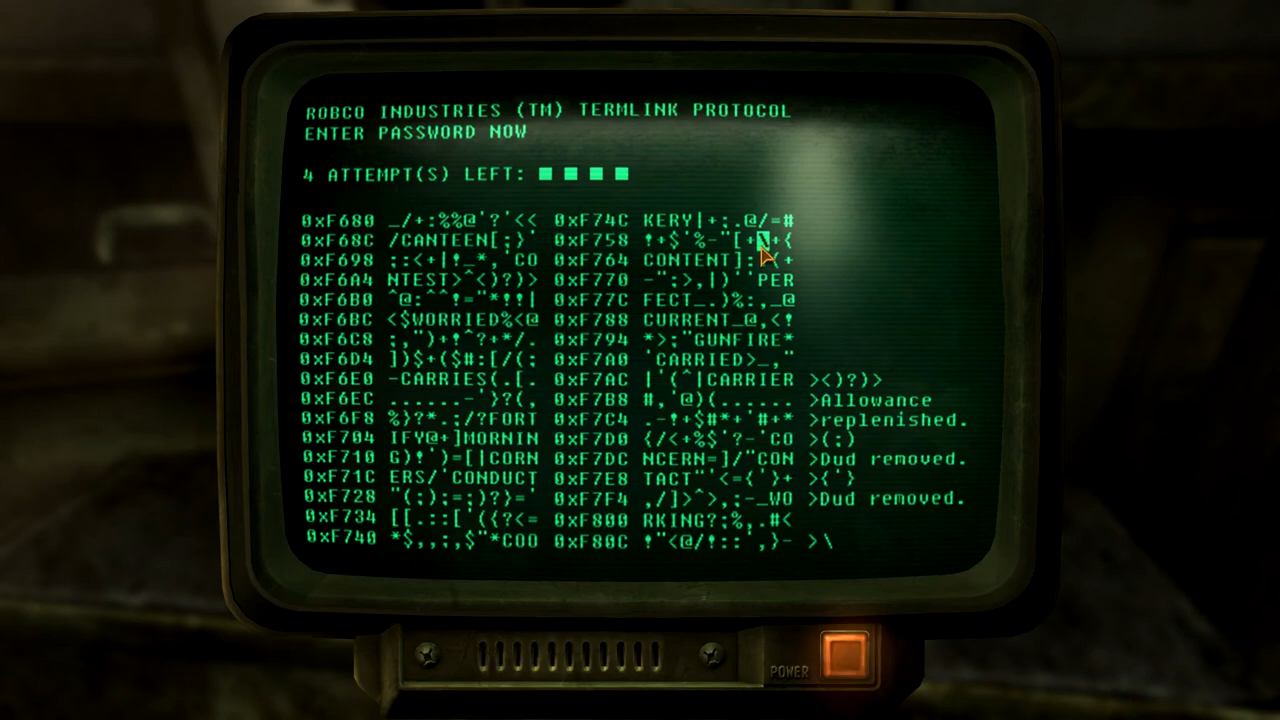 ROBCO INDUSTRIES (TM) TERMLINK PROTOCOL
ENTER PASSWORD NOW
4 ATTEMPT(S) LEFT: ■ ■ ■ ■
0xF680 _/+:%%@'?'<< 0xF74C KERY|+;.@/=#
0xF68C /CANTEEN[;}' 0xF758 !+$'%-"[+\+{
0xF698 ;:<+|!_*,'CO 0xF764 CONTENT]:"{+
0xF6A4 NTEST>^<)?)> 0xF770 -":>,|)''PER
0xF6B0 ^@:^^!="*!!| 0xF77C FECT_.)%:,_@
0xF6BC <$WORRIED%<@ 0xF788 CURRENT_@,<!
0xF6C8 ;,")+!^?+*/. 0xF794 *>;"GUNFIRE*
0xF6D4 ])$+($#:[/(; 0xF7A0 'CARRIED>_,"
0xF6E0 -CARRIES(.[. 0xF7AC |'(^|CARRIER ><)?)>
0xF6EC ......-'}?(, 0xF7B8 #,'@)(...... >Allowance
0xF6F8 %}?*.;/?FORT 0xF7C4 .-!+$#*+'#+* >replenished.
0xF704 IFY@+]MORNIN 0xF7D0 {/<+%$'?-'CO >(;)
0xF710 G)!')=[|CORN 0xF7DC NCERN=]/"CON >Dud removed.
0xF71C ERS/'CONDUCT 0xF7E8 TACT"'<={'}+ >{'}
0xF728 "(;):=;)?}=' 0xF7F4 ,/]>^>,;-_WO >Dud removed.
0xF734 [[.::['({?<= 0xF800 RKING?;%,.#<
0xF740 *$,,;,$"*COO 0xF80C !"<@/!::',}- >\
POWER